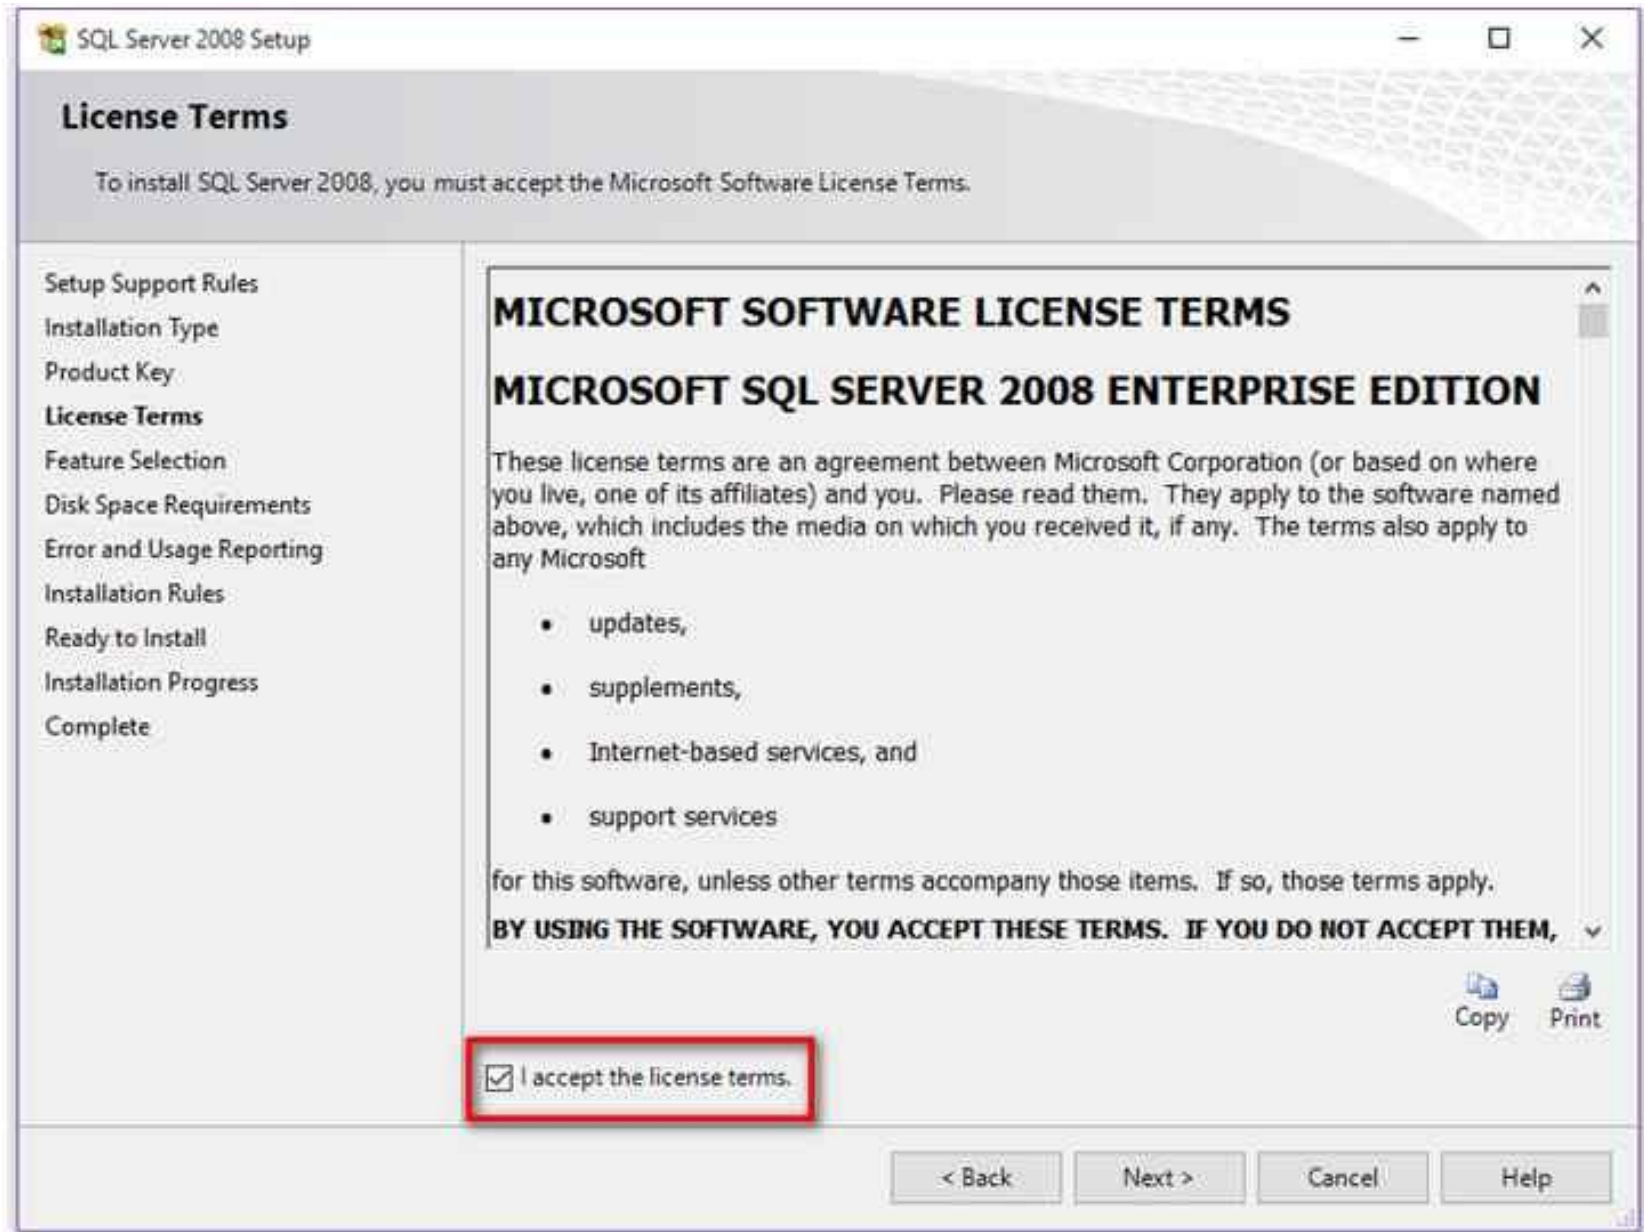 SQL Server 2008 Setup
License Terms
To install SQL Server 2008, you must accept the Microsoft Software License Terms.
Setup Support Rules
Installation Type
Product Key
License Terms
Feature Selection
Disk Space Requirements
Error and Usage Reporting
Installation Rules
Ready to Install
Installation Progress
Complete
MICROSOFT SOFTWARE LICENSE TERMS
MICROSOFT SQL SERVER 2008 ENTERPRISE EDITION
These license terms are an agreement between Microsoft Corporation (or based on where
you live, one of its affiliates) and you.  Please read them.  They apply to the software named
above, which includes the media on which you received it, if any.  The terms also apply to
any Microsoft
• updates,
• supplements,
• Internet-based services, and
• support services
for this software, unless other terms accompany those items.  If so, those terms apply.
BY USING THE SOFTWARE, YOU ACCEPT THESE TERMS.  IF YOU DO NOT ACCEPT THEM,
Copy Print
I accept the license terms.
< Back Next > Cancel Help